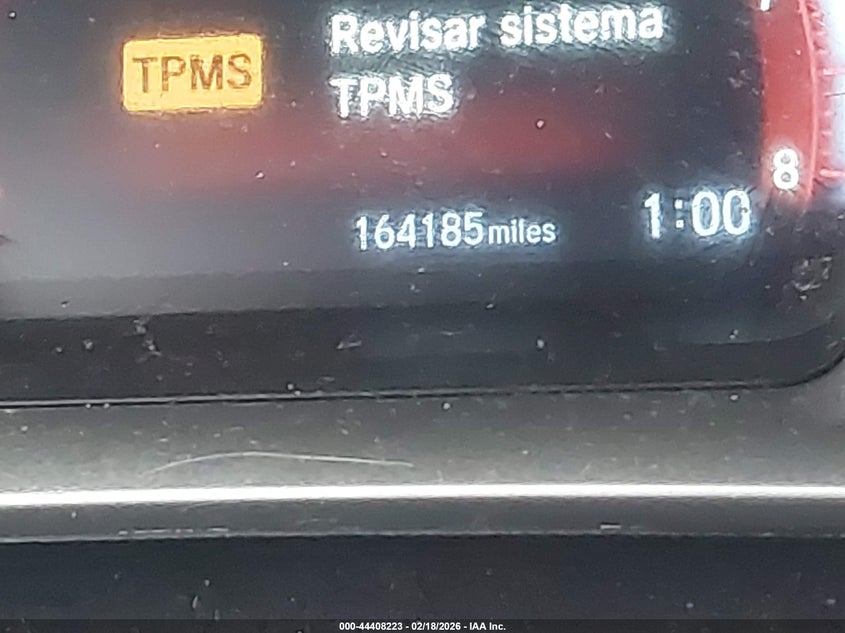 Revisar sistema
TPMS
TPMS
8
164185 miles
1:00
000-44408223 - 02/18/2026 - IAA Inc.